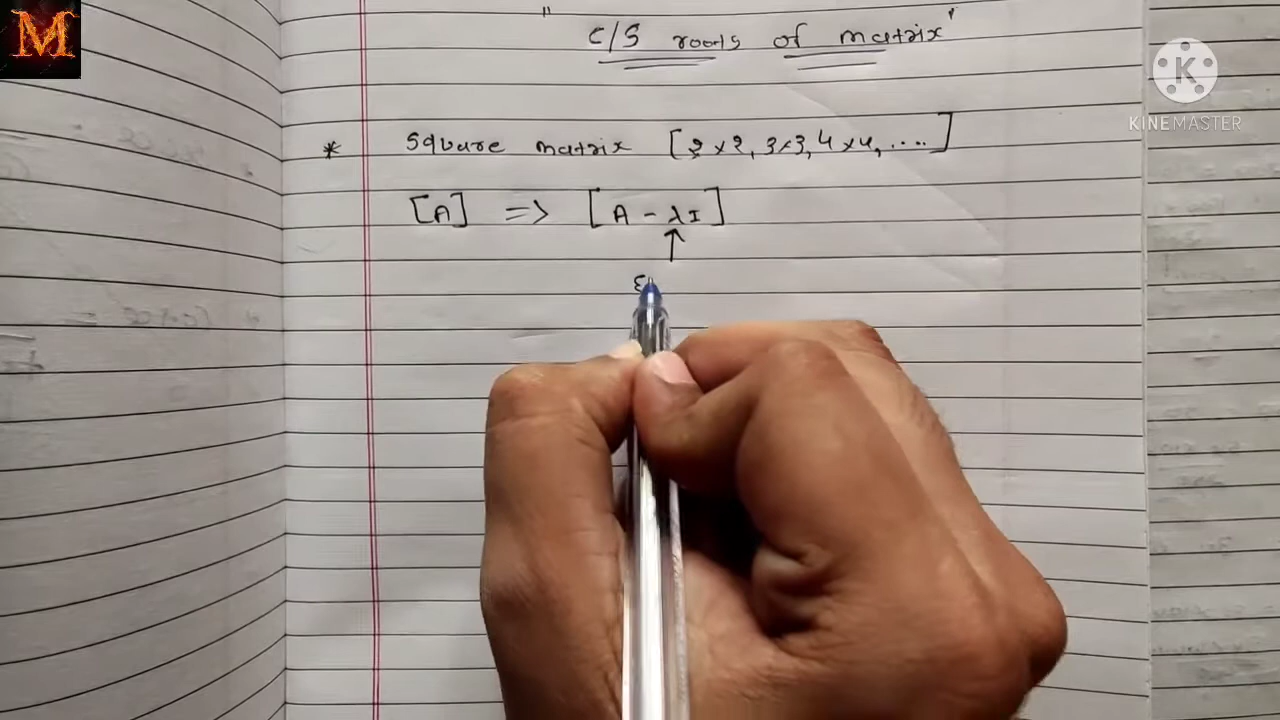 M
" C/S roots of matrix "
KINEMASTER
* Square matrix [2×2, 3×3, 4×4, ....]
[A] => [A - λI]
↑